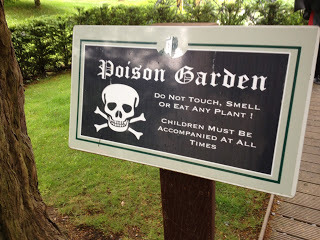 Poison Garden
Do Not Touch, Smell
or Eat Any Plant !
Children Must Be
Accompanied At All
Times